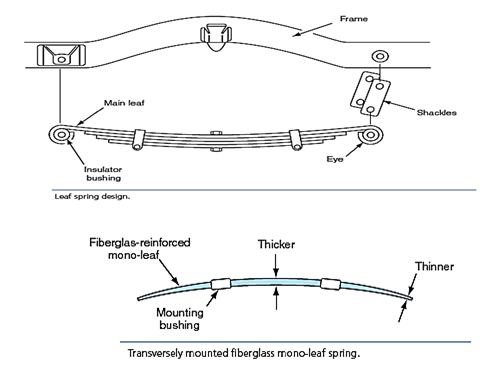 Frame
Main leaf
Shackles
Insulator
bushing
Eye
Leaf spring design.
Fiberglas-reinforced
mono-leaf
Thicker
Thinner
Mounting
bushing
Transversely mounted fiberglass mono-leaf spring.